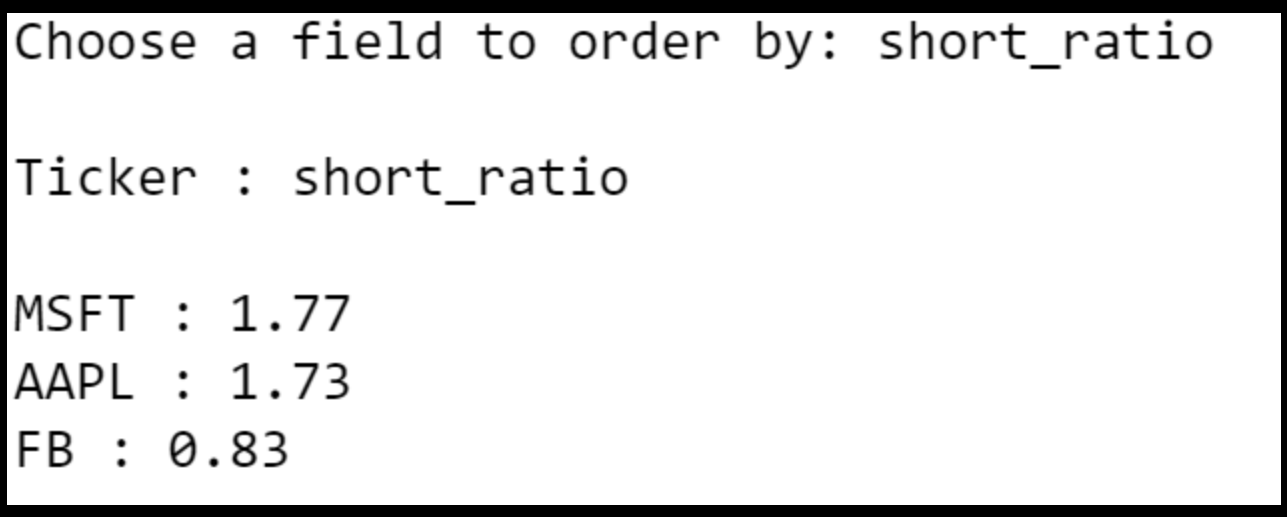 Choose a field to order by: short_ratio
Ticker : short_ratio
MSFT : 1.77
AAPL : 1.73
FB : 0.83